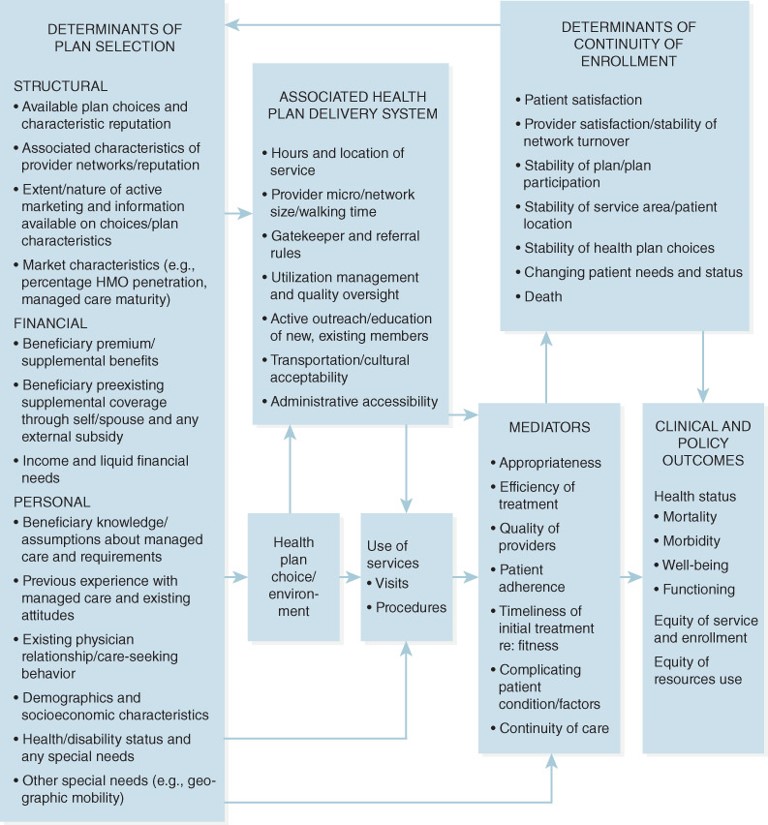 DETERMINANTS OF
PLAN SELECTION
STRUCTURAL
• Available plan choices and
characteristic reputation
• Associated characteristics of
provider networks/reputation
• Extent/nature of active
marketing and information
available on choices/plan
characteristics
• Market characteristics (e.g.,
percentage HMO penetration,
managed care maturity)
FINANCIAL
• Beneficiary premium/
supplemental benefits
• Beneficiary preexisting
supplemental coverage
through self/spouse and any
external subsidy
• Income and liquid financial
needs
PERSONAL
• Beneficiary knowledge/
assumptions about managed
care and requirements
• Previous experience with
managed care and existing
attitudes
• Existing physician
relationship/care-seeking
behavior
• Demographics and
socioeconomic characteristics
• Health/disability status and
any special needs
• Other special needs (e.g., geo-
graphic mobility)
ASSOCIATED HEALTH
PLAN DELIVERY SYSTEM
• Hours and location of
service
• Provider micro/network
size/walking time
• Gatekeeper and referral
rules
• Utilization management
and quality oversight
• Active outreach/education
of new, existing members
• Transportation/cultural
acceptability
• Administrative accessibility
Health
plan
choice/
environ-
ment
Use of
services
• Visits
• Procedures
DETERMINANTS OF
CONTINUITY OF
ENROLLMENT
• Patient satisfaction
• Provider satisfaction/stability of
network turnover
• Stability of plan/plan
participation
• Stability of service area/patient
location
• Stability of health plan choices
• Changing patient needs and status
• Death
MEDIATORS
• Appropriateness
• Efficiency of
treatment
• Quality of
providers
• Patient
adherence
• Timeliness of
initial treatment
re: fitness
• Complicating
patient
condition/factors
• Continuity of care
CLINICAL AND
POLICY
OUTCOMES
Health status
• Mortality
• Morbidity
• Well-being
• Functioning
Equity of service
and enrollment
Equity of
resources use